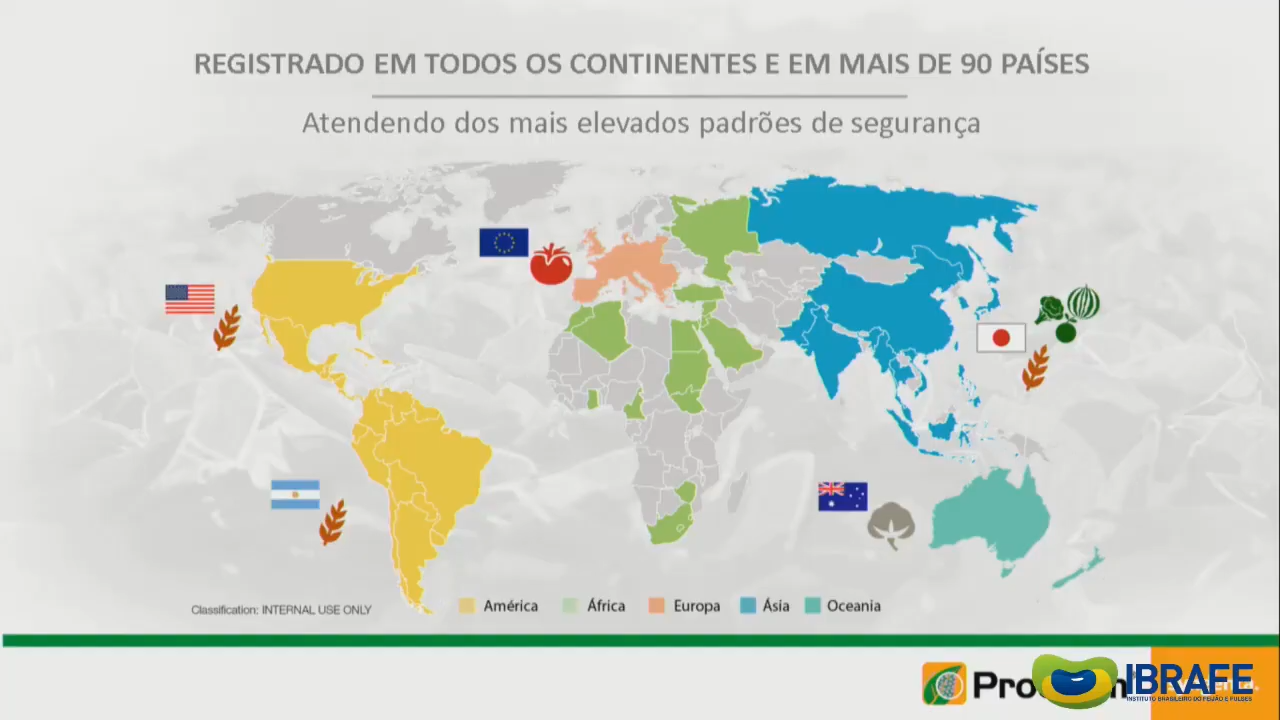 REGISTRADO EM TODOS OS CONTINENTES E EM MAIS DE 90 PAÍSES
Atendendo dos mais elevados padrões de segurança
América
África
Europa
Ásia
Oceania
Classification: INTERNAL USE ONLY
IBRAFE
INSTITUTO BRASILEIRO DO FEIJÃO E PULSES